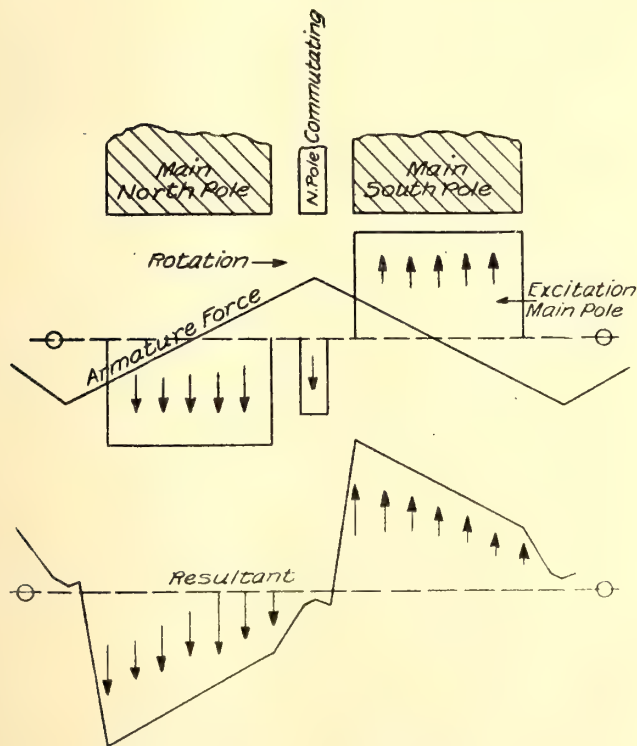 N.Pole Commutating
Main
North Pole
Main
South Pole
Rotation
Excitation
Main Pole
Armature Force
Resultant